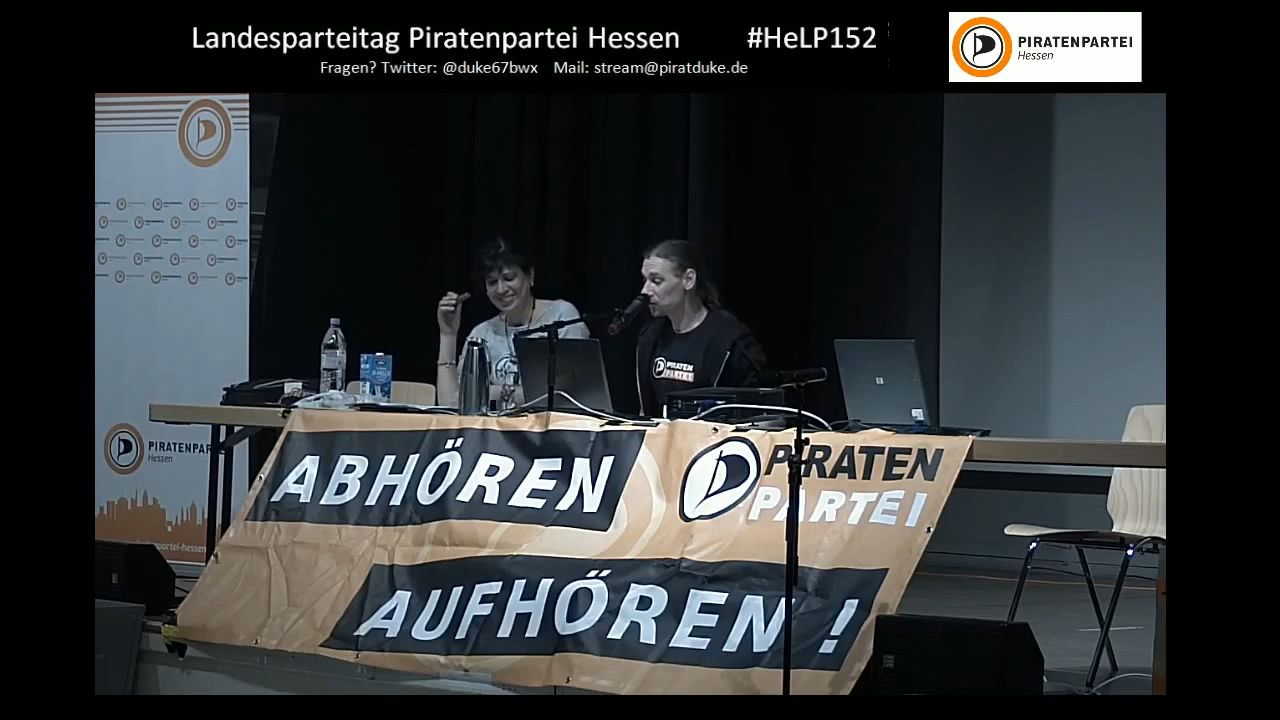 Landesparteitag Piratenpartei Hessen #HeLP152
Fragen? Twitter: @duke67bwx Mail: stream@piratduke.de
PIRATENPARTEI
Hessen
PIRATEN
PARTEI
PIRATENPAR
Hessen
ABHÖREN
PIRATEN
PARTEI
AUFHÖREN !